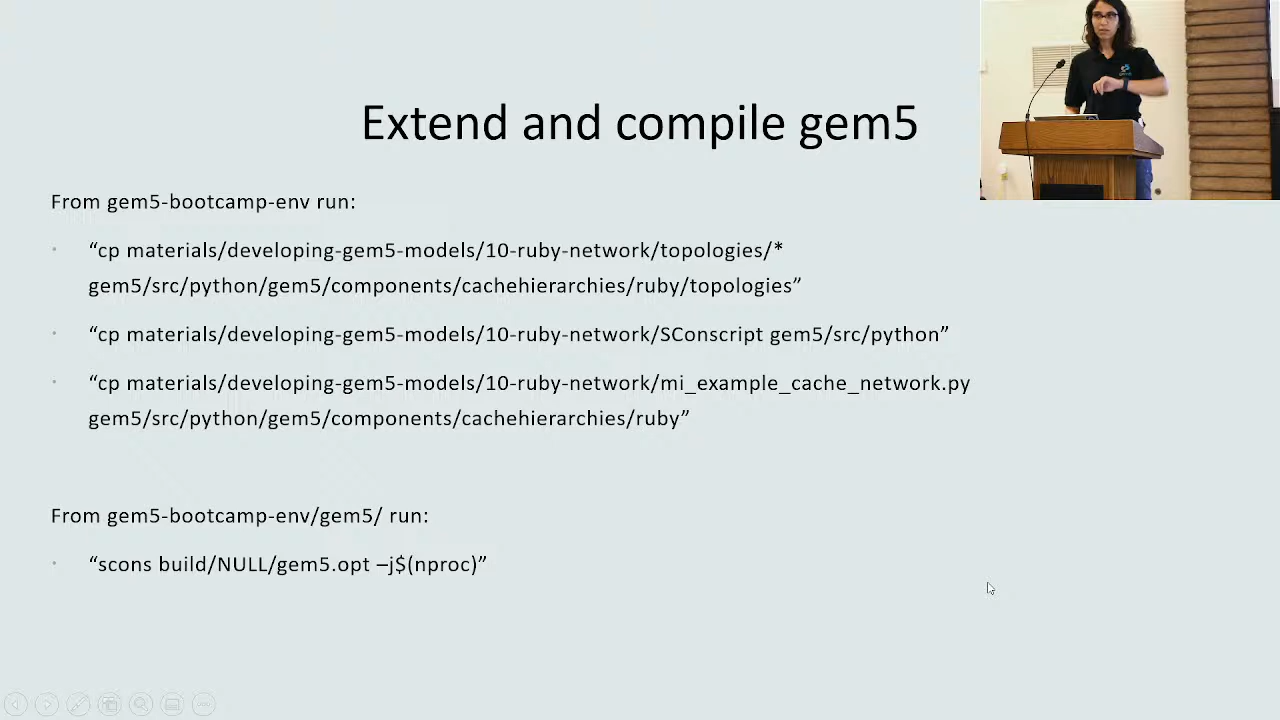 Extend and compile gem5
From gem5-bootcamp-env run:
“cp materials/developing-gem5-models/10-ruby-network/topologies/*
gem5/src/python/gem5/components/cachehierarchies/ruby/topologies”
“cp materials/developing-gem5-models/10-ruby-network/SConscript gem5/src/python”
“cp materials/developing-gem5-models/10-ruby-network/mi_example_cache_network.py
gem5/src/python/gem5/components/cachehierarchies/ruby”
From gem5-bootcamp-env/gem5/ run:
“scons build/NULL/gem5.opt –j$(nproc)”